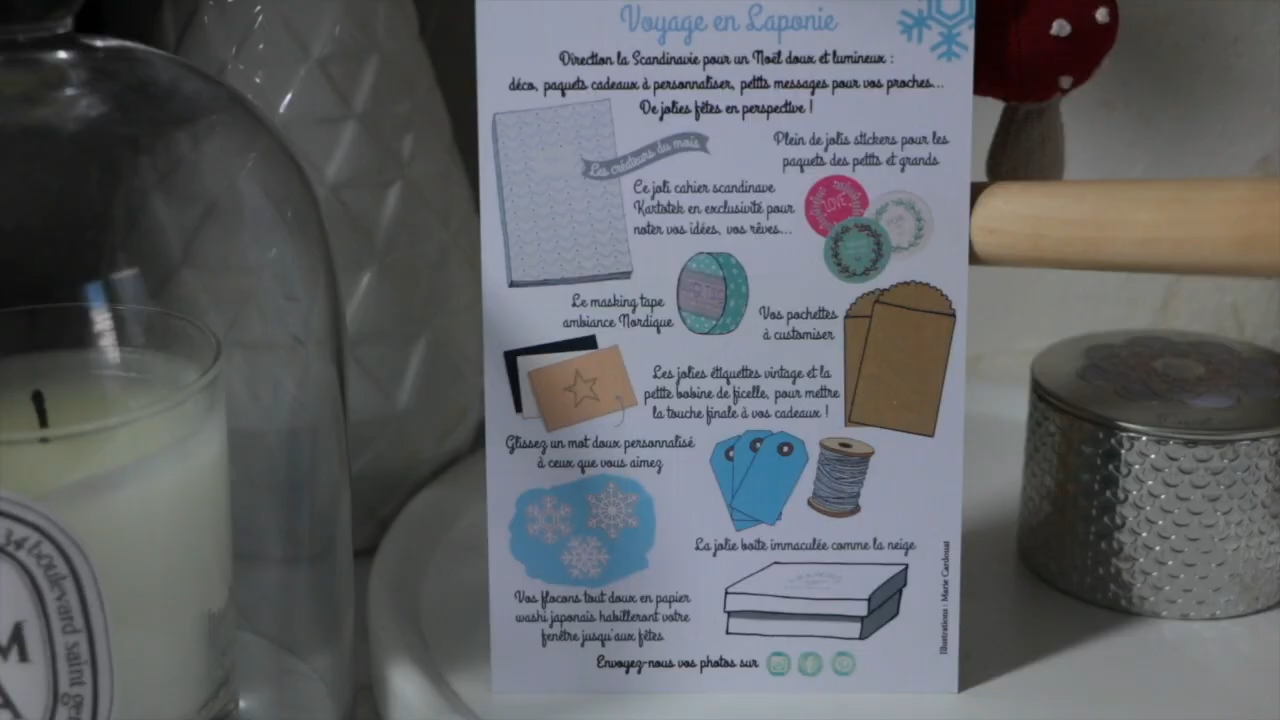 Voyage en Laponie
Direction la Scandinavie pour un Noël doux et lumineux :
déco, paquets cadeaux à personnaliser, petits messages pour vos proches...
De jolies fêtes en perspective !
Les créateurs du mois
Plein de jolis stickers pour les
paquets des petits et grands
Ce joli cahier scandinave
Kartotek en exclusivité pour
noter vos idées, vos rêves...
LOVE
Le masking tape
ambiance Nordique
Vos pochettes
à customiser
Les jolies étiquettes vintage et la
petite bobine de ficelle, pour mettre
la touche finale à vos cadeaux !
Glissez un mot doux personnalisé
à ceux que vous aimez
La jolie boîte immaculée comme la neige
Vos flocons tout doux en papier
washi japonais habilleront votre
fenêtre jusqu'aux fêtes.
Envoyez-nous vos photos sur
Illustrations : Marie Cardouat
34 boulevard saint ger
M
A